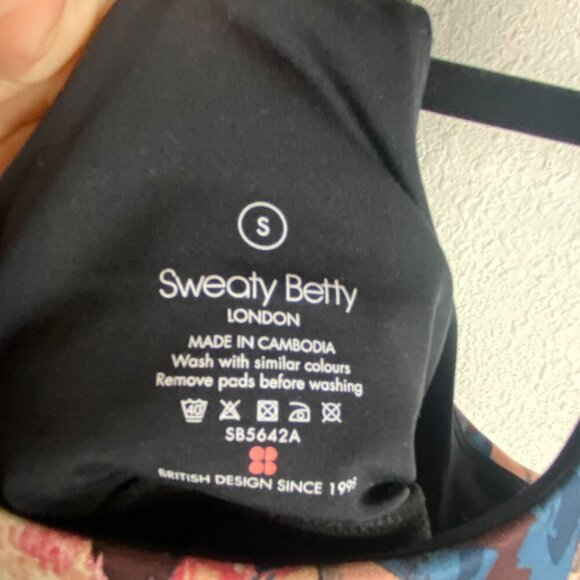 S
Sweaty Betty
LONDON
MADE IN CAMBODIA
Wash with similar colours
Remove pads before washing
40
SB5642A
BRITISH DESIGN SINCE